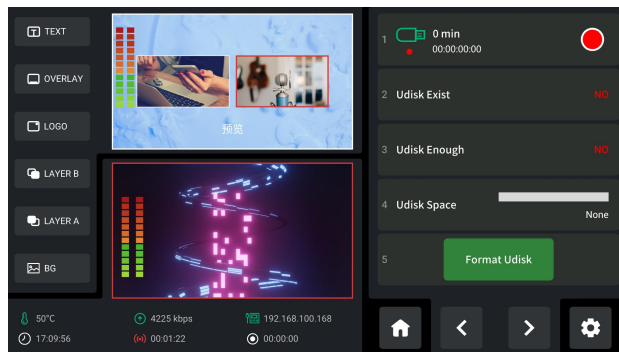 TEXT
OVERLAY
LOGO
LAYER B
LAYER A
BG
预览
50°C
4225 kbps
192.168.100.168
17:09:56
00:01:22
00:00:00
1
0 min
00:00:00:00
2 Udisk Exist NO
3 Udisk Enough NO
4 Udisk Space
None
5 Format Udisk